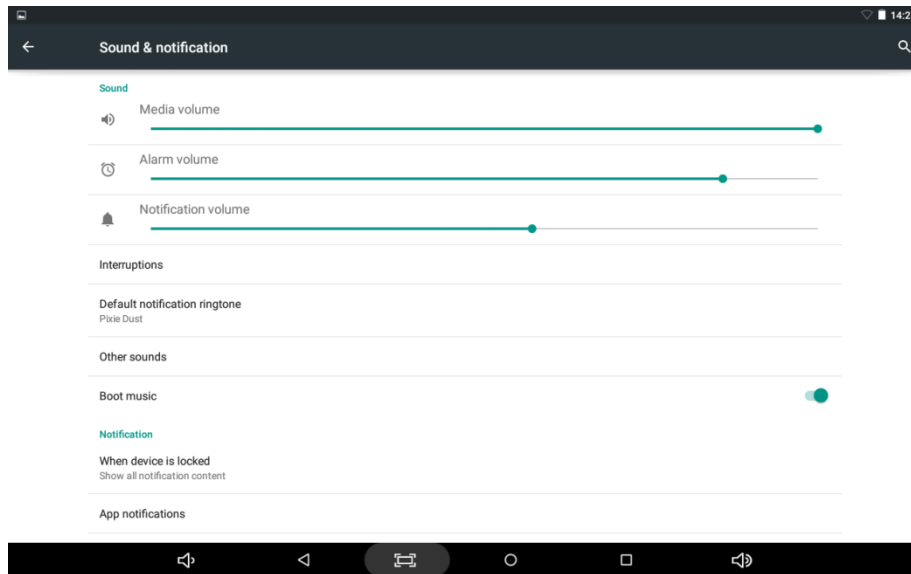 14:2
Sound & notification
Sound
Media volume
Alarm volume
Notification volume
Interruptions
Default notification ringtone
Pixie Dust
Other sounds
Boot music
Notification
When device is locked
Show all notification content
App notifications